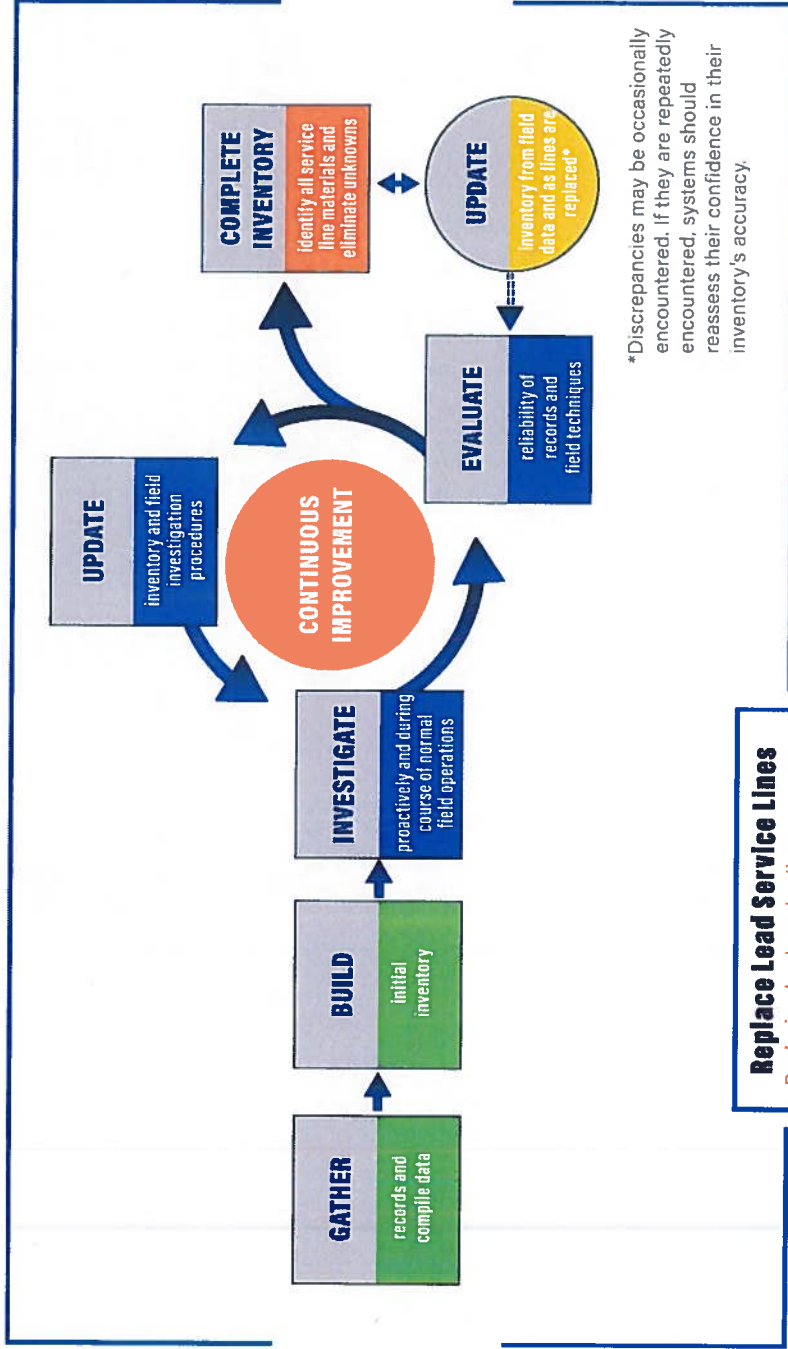 GATHER
records and
compile data
BUILD
initial
inventory
INVESTIGATE
proactively and during
course of normal
field operations
UPDATE
inventory and field
investigation
procedures
CONTINUOUS
IMPROVEMENT
EVALUATE
reliability of
records and
field techniques
COMPLETE
INVENTORY
identify all service
line materials and
eliminate unknowns
UPDATE
inventory from field
data and as lines are
replaced*
*Discrepancies may be occasionally
encountered. If they are repeatedly
encountered, systems should
reassess their confidence in their
inventory's accuracy.
Replace Lead Service Lines